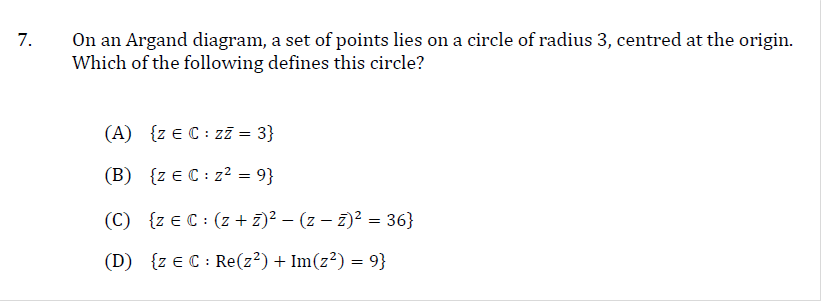 7. On an Argand diagram, a set of points lies on a circle of radius 3, centred at the origin.
Which of the following defines this circle?
(A) {z ∈ ℂ : zz̄ = 3}
(B) {z ∈ ℂ : z² = 9}
(C) {z ∈ ℂ : (z + z̄)² − (z − z̄)² = 36}
(D) {z ∈ ℂ : Re(z²) + Im(z²) = 9}